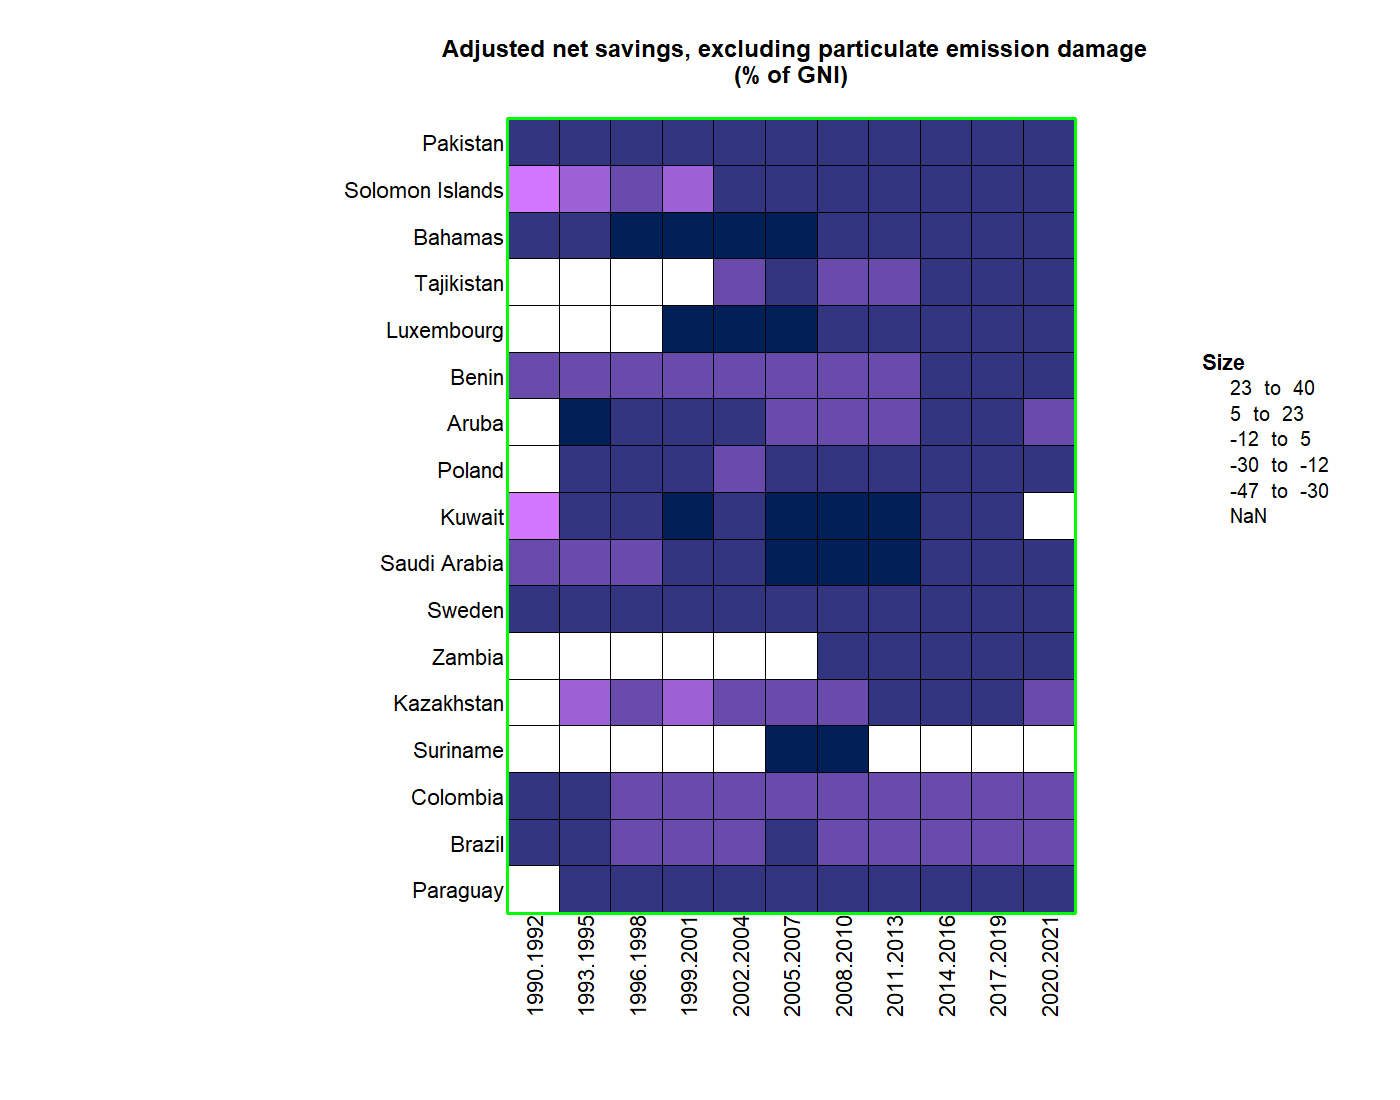 Adjusted net savings, excluding particulate emission damage
(% of GNI)
Pakistan
Solomon Islands
Bahamas
Tajikistan
Luxembourg
Benin
Aruba
Poland
Kuwait
Saudi Arabia
Sweden
Zambia
Kazakhstan
Suriname
Colombia
Brazil
Paraguay
1990.1992
1993.1995
1996.1998
1999.2001
2002.2004
2005.2007
2008.2010
2011.2013
2014.2016
2017.2019
2020.2021
Size
23 to 40
5 to 23
-12 to 5
-30 to -12
-47 to -30
NaN